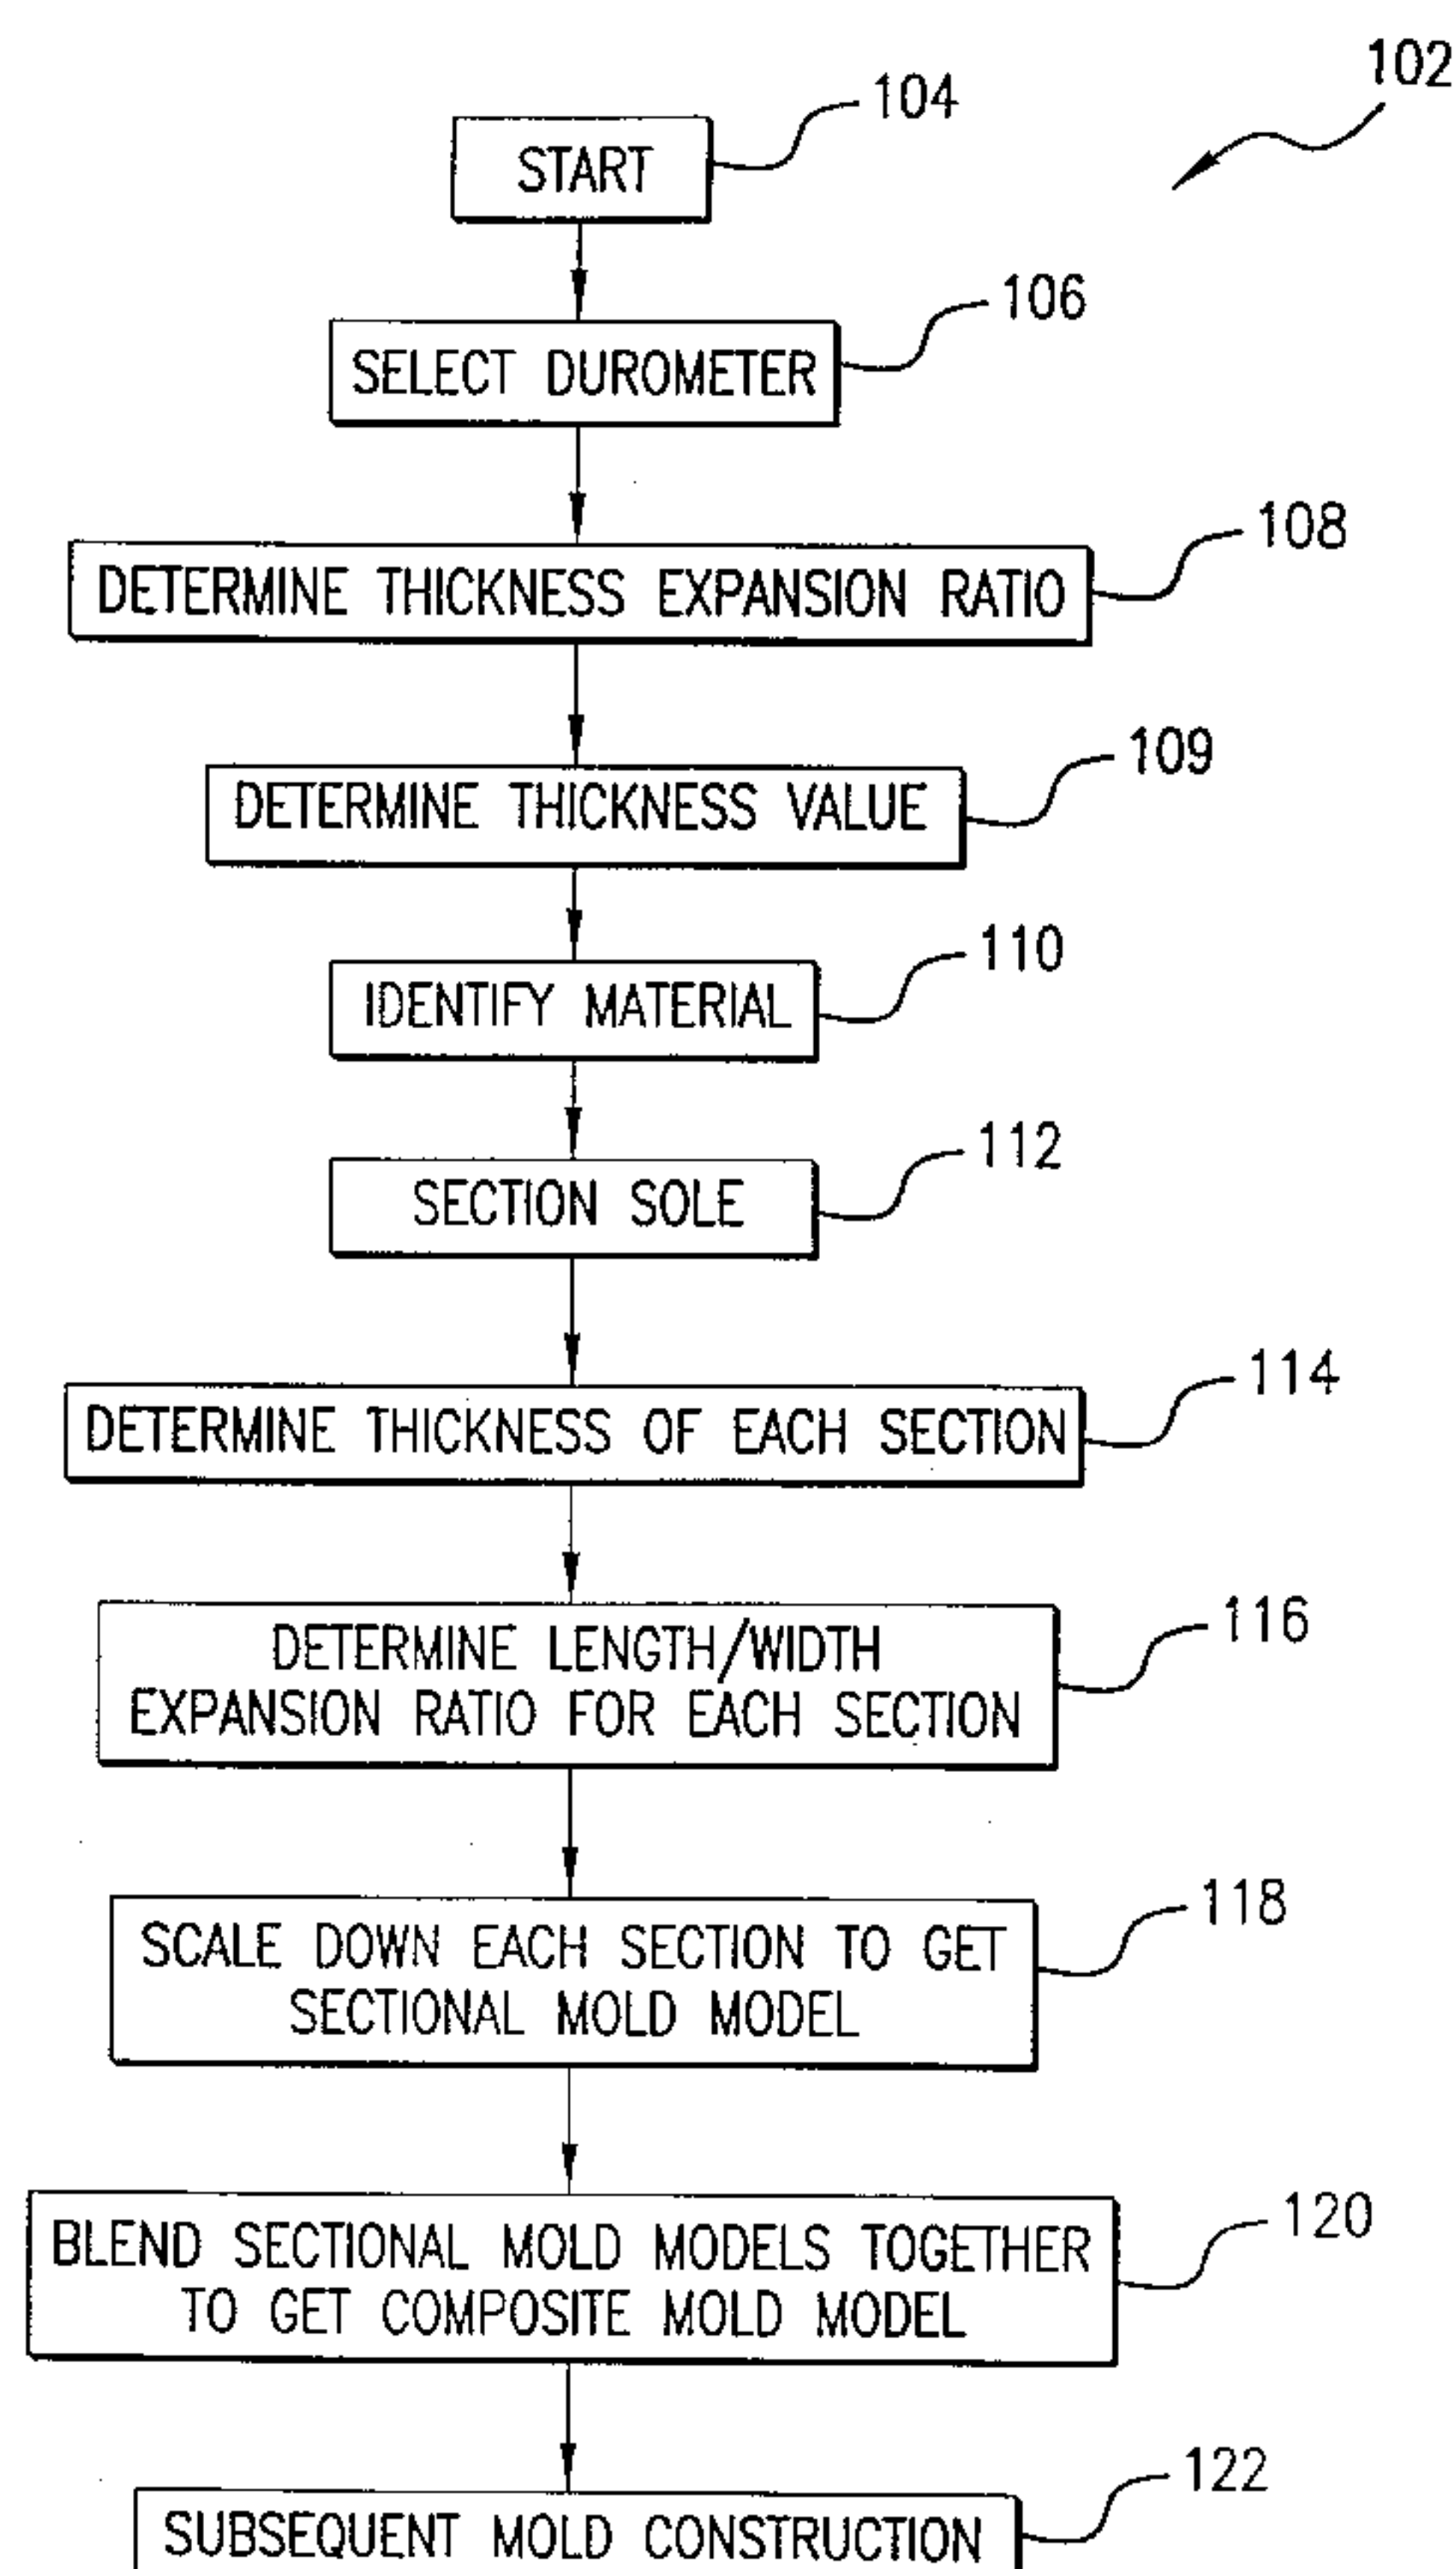 102
104
START
106
SELECT DUROMETER
108
DETERMINE THICKNESS EXPANSION RATIO
109
DETERMINE THICKNESS VALUE
110
IDENTIFY MATERIAL
112
SECTION SOLE
114
DETERMINE THICKNESS OF EACH SECTION
116
DETERMINE LENGTH/WIDTH
EXPANSION RATIO FOR EACH SECTION
118
SCALE DOWN EACH SECTION TO GET
SECTIONAL MOLD MODEL
120
BLEND SECTIONAL MOLD MODELS TOGETHER
TO GET COMPOSITE MOLD MODEL
122
SUBSEQUENT MOLD CONSTRUCTION